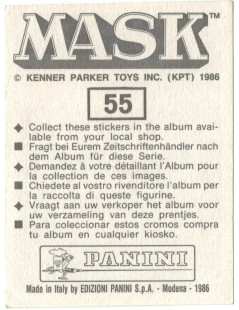 MASK™
© KENNER PARKER TOYS INC. (KPT) 1986
55
Collect these stickers in the album avai-
lable from your local shop.
Fragt bei Eurem Zeitschriftenhändler nach
dem Album für diese Serie.
Demandez à votre détaillant l'Album pour
la collection de ces images.
Chiedete al vostro rivenditore l'album per
la raccolta di queste figurine.
Vraagt aan uw verkoper het album voor
uw verzameling van deze prentjes.
Para coleccionar estos cromos compra
tu album en cualquier kiosko.
PANINI
Made in Italy by EDIZIONI PANINI S.p.A. - Modena - 1986